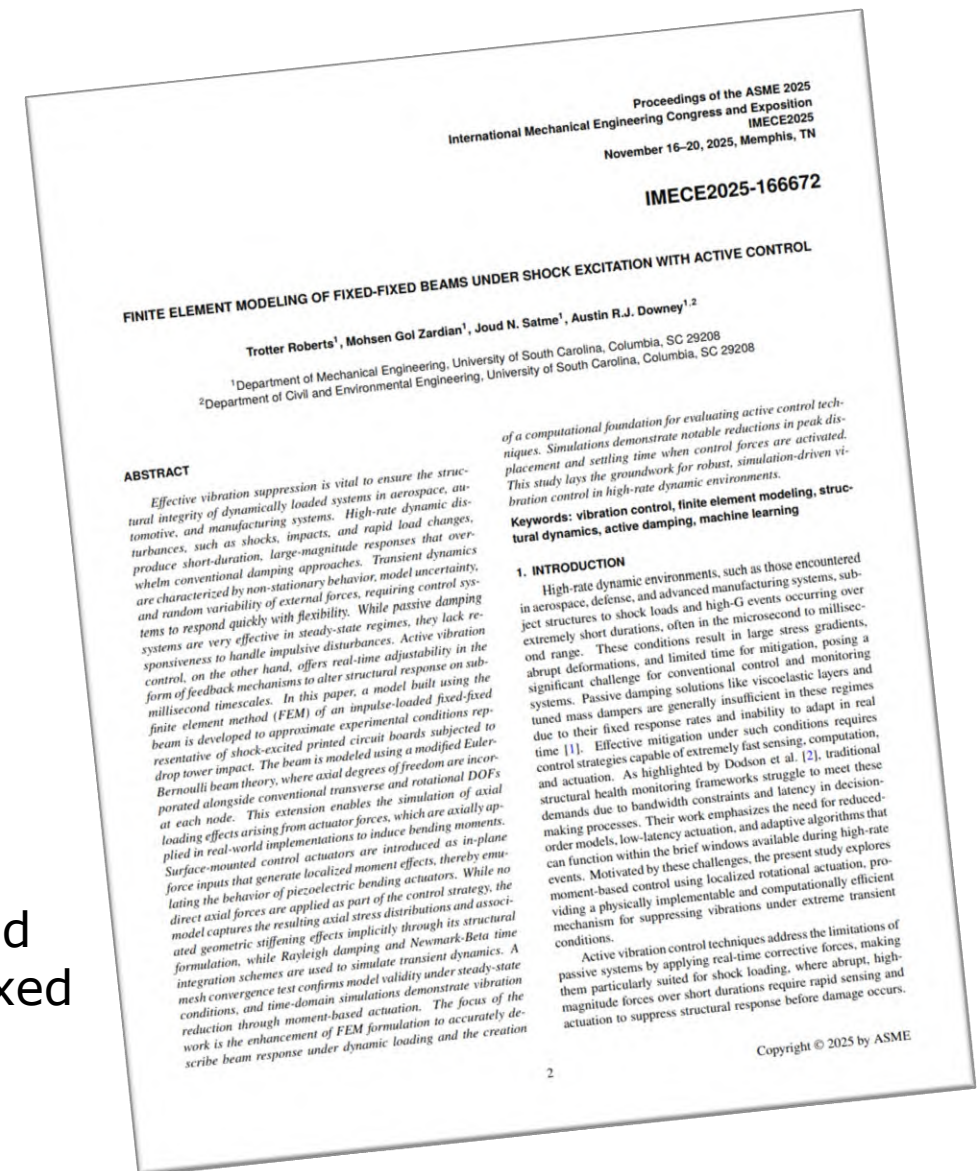 Proceedings of the ASME 2025
International Mechanical Engineering Congress and Exposition
IMECE2025
November 16–20, 2025, Memphis, TN
IMECE2025-166672
FINITE ELEMENT MODELING OF FIXED-FIXED BEAMS UNDER SHOCK EXCITATION WITH ACTIVE CONTROL
Trotter Roberts¹, Mohsen Gol Zardian¹, Joud N. Satme¹, Austin R.J. Downey¹,²
¹Department of Mechanical Engineering, University of South Carolina, Columbia, SC 29208
²Department of Civil and Environmental Engineering, University of South Carolina, Columbia, SC 29208
ABSTRACT
Effective vibration suppression is vital to ensure the struc-
tural integrity of dynamically loaded systems in aerospace, au-
tomotive, and manufacturing systems. High-rate dynamic dis-
turbances, such as shocks, impacts, and rapid load changes,
produce short-duration, large-magnitude responses that over-
whelm conventional damping approaches. Transient dynamics
are characterized by non-stationary behavior, model uncertainty,
and random variability of external forces, requiring control sys-
tems to respond quickly with flexibility. While passive damping
systems are very effective in steady-state regimes, they lack re-
sponsiveness to handle impulsive disturbances. Active vibration
control, on the other hand, offers real-time adjustability in the
form of feedback mechanisms to alter structural response on sub-
millisecond timescales. In this paper, a model built using the
finite element method (FEM) of an impulse-loaded fixed-fixed
beam is developed to approximate experimental conditions rep-
resentative of shock-excited printed circuit boards subjected to
drop tower impact. The beam is modeled using a modified Euler-
Bernoulli beam theory, where axial degrees of freedom are incor-
porated alongside conventional transverse and rotational DOFs
at each node. This extension enables the simulation of axial
loading effects arising from actuator forces, which are axially ap-
plied in real-world implementations to induce bending moments.
Surface-mounted control actuators are introduced as in-plane
force inputs that generate localized moment effects, thereby emu-
lating the behavior of piezoelectric bending actuators. While no
direct axial forces are applied as part of the control strategy, the
model captures the resulting axial stress distributions and associ-
ated geometric stiffening effects implicitly through its structural
formulation, while Rayleigh damping and Newmark-Beta time
integration schemes are used to simulate transient dynamics. A
mesh convergence test confirms model validity under steady-state
conditions, and time-domain simulations demonstrate vibration
reduction through moment-based actuation. The focus of the
work is the enhancement of FEM formulation to accurately de-
scribe beam response under dynamic loading and the creation
of a computational foundation for evaluating active control tech-
niques. Simulations demonstrate notable reductions in peak dis-
placement and settling time when control forces are activated.
This study lays the groundwork for robust, simulation-driven vi-
bration control in high-rate dynamic environments.
Keywords: vibration control, finite element modeling, struc-
tural dynamics, active damping, machine learning
1. INTRODUCTION
High-rate dynamic environments, such as those encountered
in aerospace, defense, and advanced manufacturing systems, sub-
ject structures to shock loads and high-G events occurring over
extremely short durations, often in the microsecond to millisec-
ond range. These conditions result in large stress gradients,
abrupt deformations, and limited time for mitigation, posing a
significant challenge for conventional control and monitoring
systems. Passive damping solutions like viscoelastic layers and
tuned mass dampers are generally insufficient in these regimes
due to their fixed response rates and inability to adapt in real
time [1]. Effective mitigation under such conditions requires
control strategies capable of extremely fast sensing, computation,
and actuation. As highlighted by Dodson et al. [2], traditional
structural health monitoring frameworks struggle to meet these
demands due to bandwidth constraints and latency in decision-
making processes. Their work emphasizes the need for reduced-
order models, low-latency actuation, and adaptive algorithms that
can function within the brief windows available during high-rate
events. Motivated by these challenges, the present study explores
moment-based control using localized rotational actuation, pro-
viding a physically implementable and computationally efficient
mechanism for suppressing vibrations under extreme transient
conditions.
Active vibration control techniques address the limitations of
passive systems by applying real-time corrective forces, making
them particularly suited for shock loading, where abrupt, high-
magnitude forces over short durations require rapid sensing and
actuation to suppress structural response before damage occurs.
2
Copyright © 2025 by ASME
d
xed